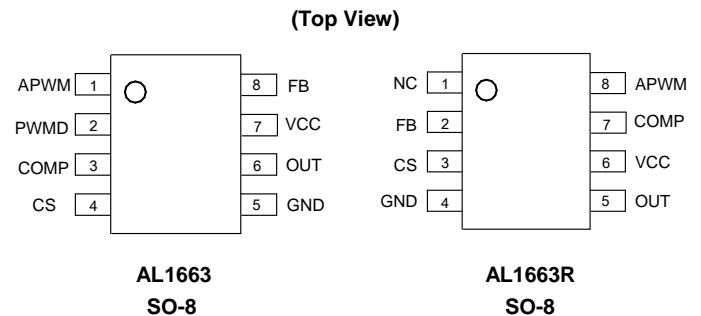 (Top View)
APWM 1 8 FB
PWMD 2 7 VCC
COMP 3 6 OUT
CS 4 5 GND
AL1663
SO-8
NC 1 8 APWM
FB 2 7 COMP
CS 3 6 VCC
GND 4 5 OUT
AL1663R
SO-8